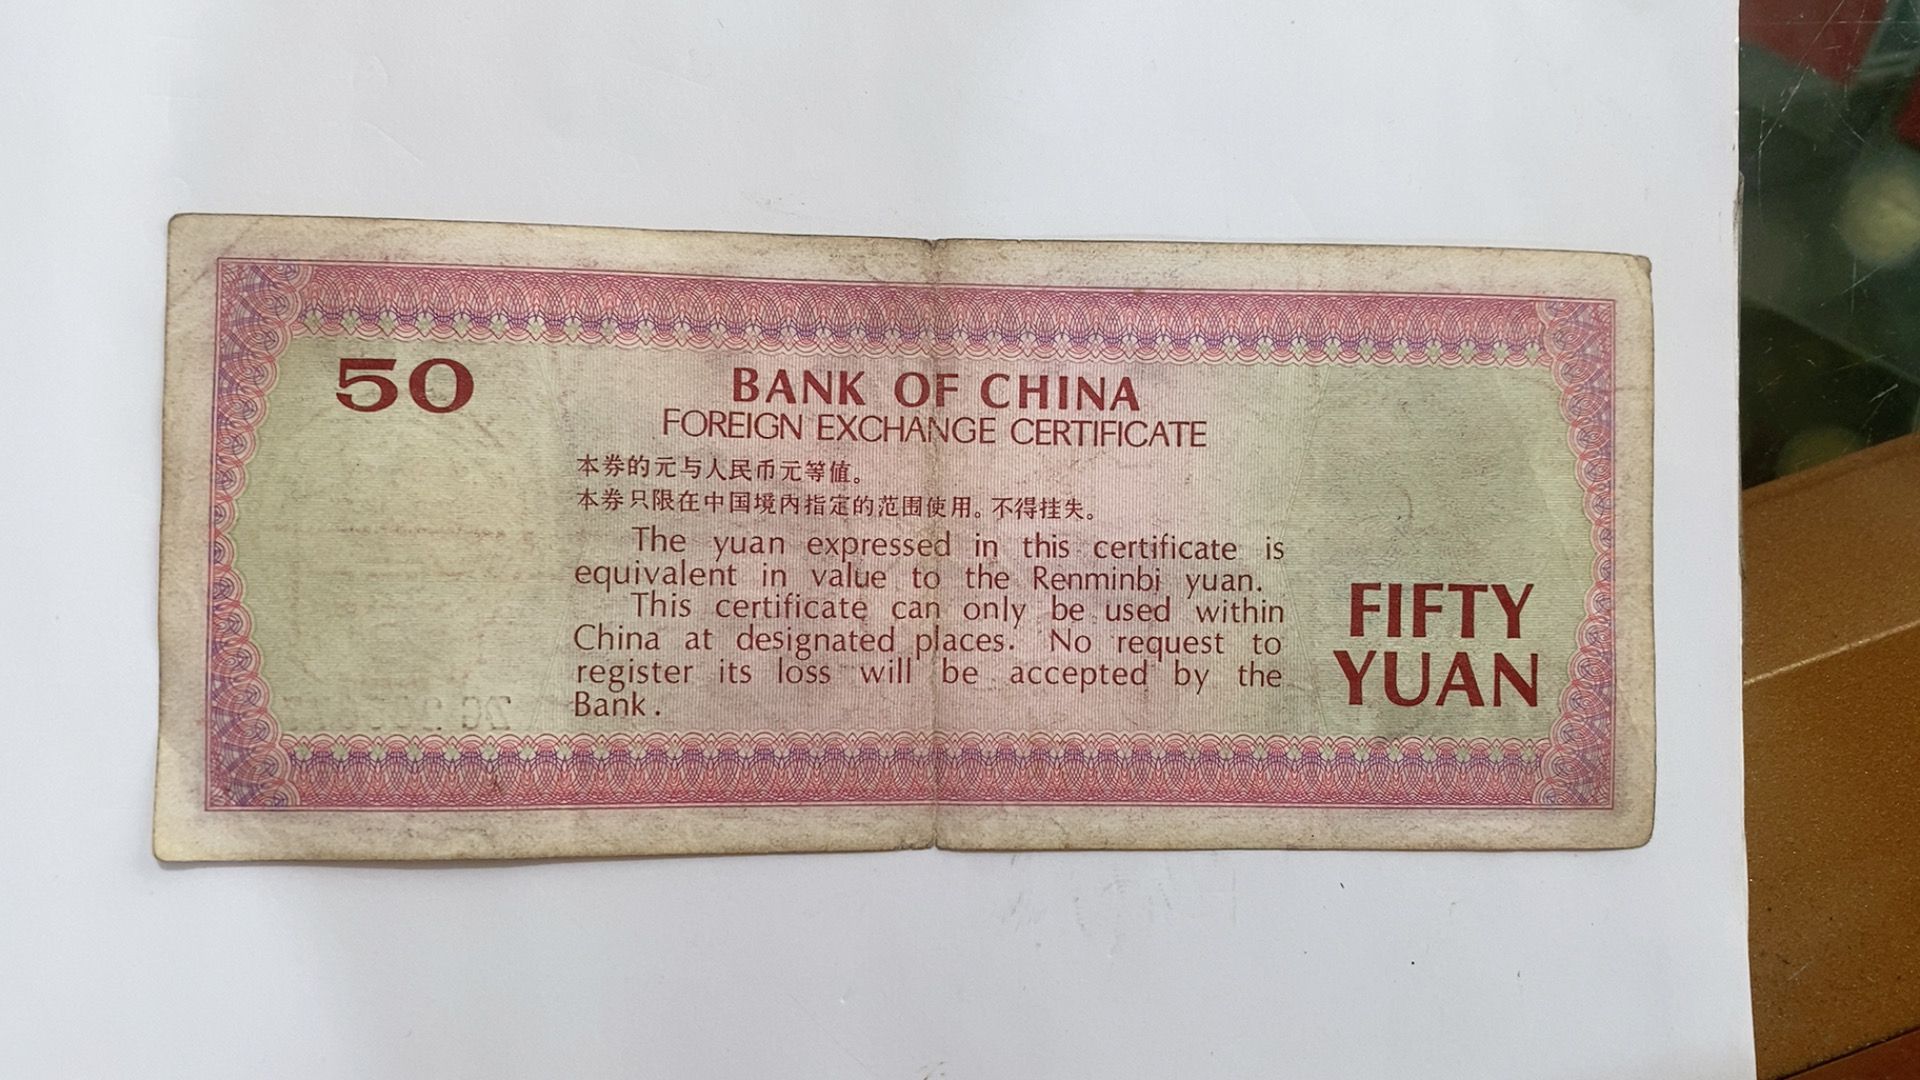 50
BANK OF CHINA
FOREIGN EXCHANGE CERTIFICATE
本券的元与人民币元等值。
本券只限在中国境内指定的范围使用。不得挂失。
The yuan expressed in this certificate is
equivalent in value to the Renminbi yuan.
This certificate can only be used within
China at designated places. No request to
register its loss will be accepted by the
Bank.
FIFTY
YUAN